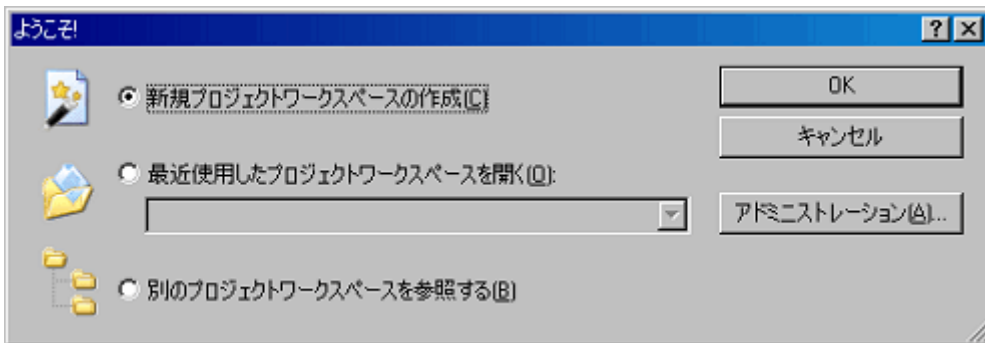 ようこそ!
新規プロジェクトワークスペースの作成(C)
OK
キャンセル
最近使用したプロジェクトワークスペースを開く(O):
アドミニストレーション(A)...
別のプロジェクトワークスペースを参照する(B)